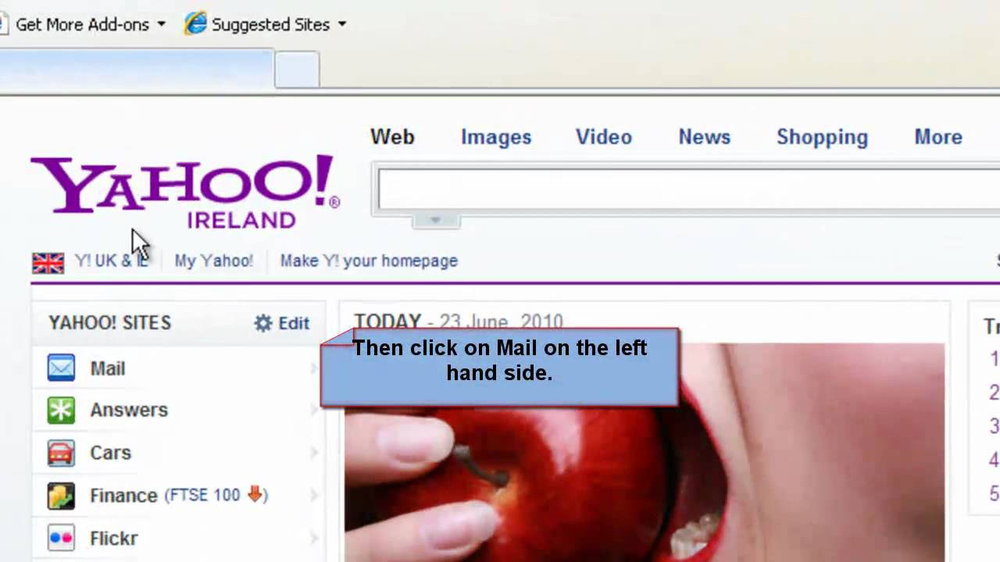 Get More Add-ons
Suggested Sites
Web Images Video News Shopping More
YAHOO!®
IRELAND
Y! UK & IE My Yahoo! Make Y! your homepage
YAHOO! SITES Edit
TODAY - 23 June, 2010
Then click on Mail on the left
hand side.
Mail
Answers
Cars
Finance (FTSE 100 )
Flickr
1
2
3
4
5